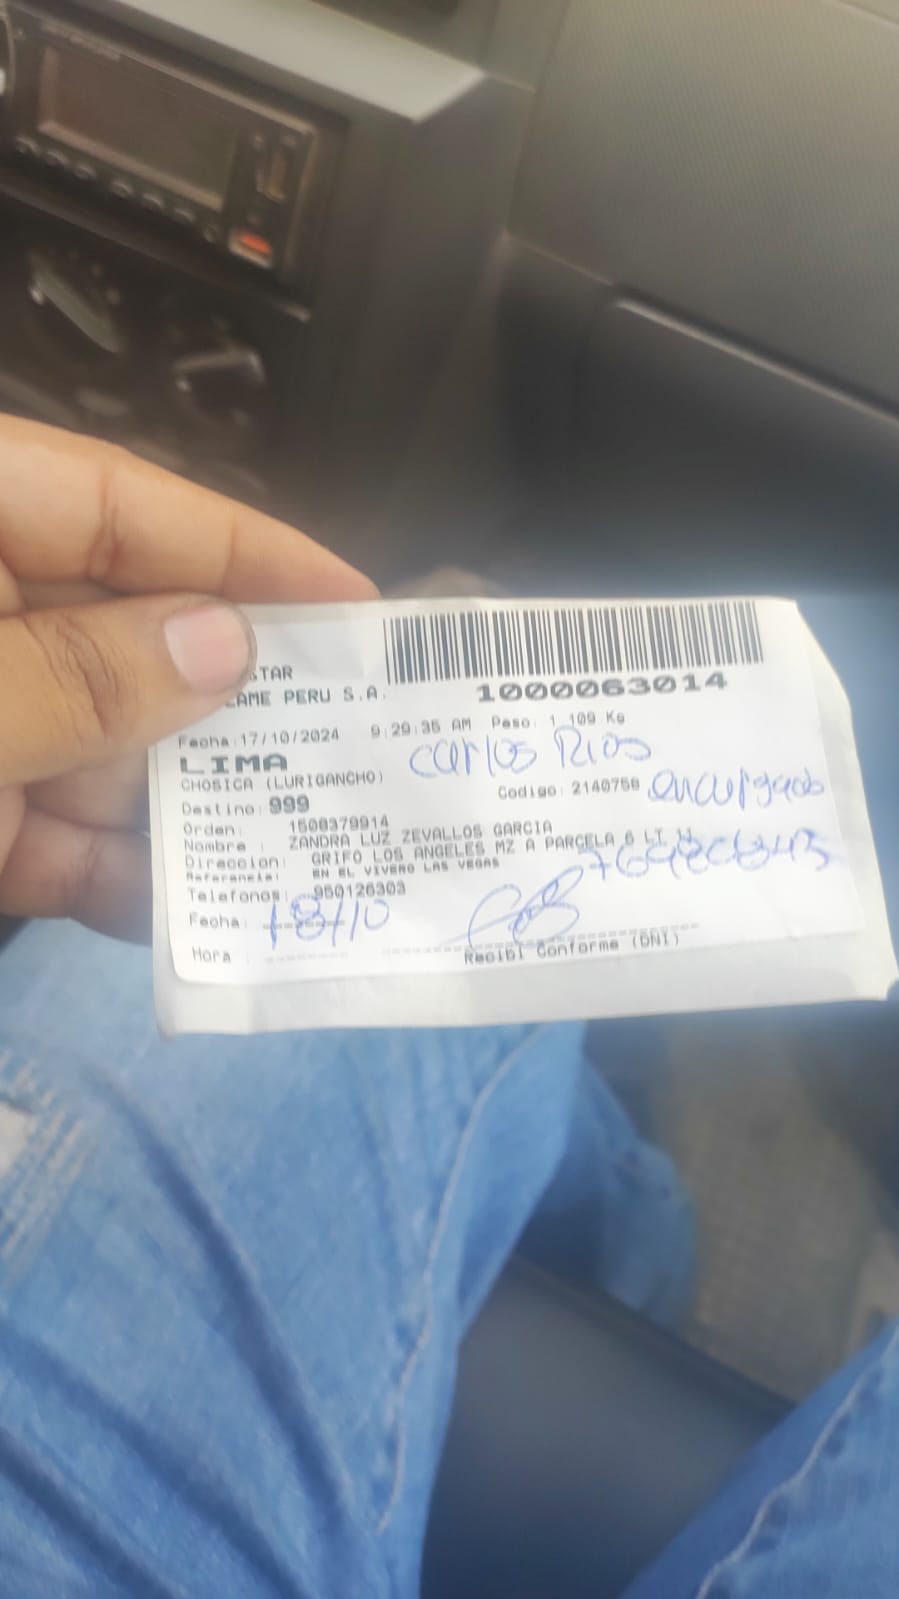 STAR
LAME PERU S.A.
1000063014
Fecha:17/10/2024 9:29:35 AM Peso: 1.109 Kg
LIMA
Carlos Rios
CHOSICA (LURIGANCHO)
Codigo: 2140758 encargado
Destino: 999
Orden: 1508379914
Nombre : ZANDRA LUZ ZEVALLOS GARCIA
Direccion: GRIFO LOS ANGELES MZ A PARCELA 6 LT
Referencia: EN EL VIVERO LAS VEGAS
Telefonos: 950126303
Fecha: 18/10
Hora :
Recibi Conforme (DNI)